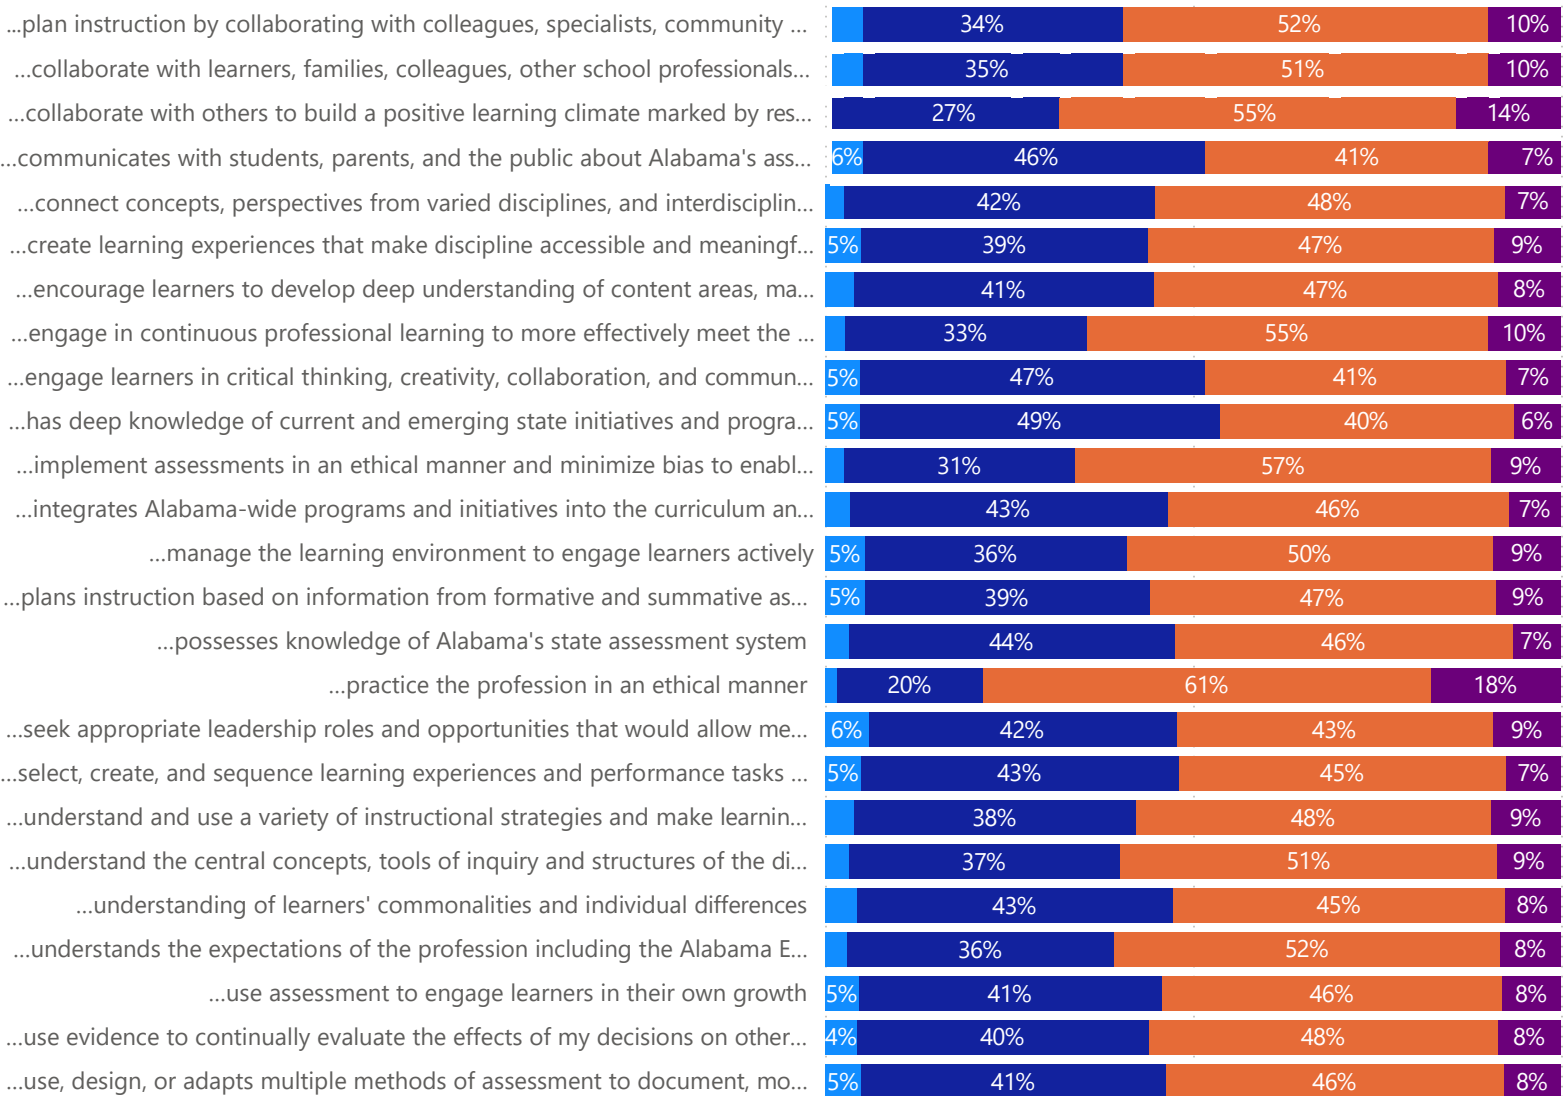 ...plan instruction by collaborating with colleagues, specialists, community ... 34% 52% 10%
...collaborate with learners, families, colleagues, other school professionals... 35% 51% 10%
...collaborate with others to build a positive learning climate marked by res... 27% 55% 14%
...communicates with students, parents, and the public about Alabama's ass... 6% 46% 41% 7%
...connect concepts, perspectives from varied disciplines, and interdisciplin... 42% 48% 7%
...create learning experiences that make discipline accessible and meaningf... 5% 39% 47% 9%
...encourage learners to develop deep understanding of content areas, ma... 41% 47% 8%
...engage in continuous professional learning to more effectively meet the ... 33% 55% 10%
...engage learners in critical thinking, creativity, collaboration, and commun... 5% 47% 41% 7%
...has deep knowledge of current and emerging state initiatives and progra... 5% 49% 40% 6%
...implement assessments in an ethical manner and minimize bias to enabl... 31% 57% 9%
...integrates Alabama-wide programs and initiatives into the curriculum an... 43% 46% 7%
...manage the learning environment to engage learners actively 5% 36% 50% 9%
...plans instruction based on information from formative and summative as... 5% 39% 47% 9%
...possesses knowledge of Alabama's state assessment system 44% 46% 7%
...practice the profession in an ethical manner 20% 61% 18%
...seek appropriate leadership roles and opportunities that would allow me... 6% 42% 43% 9%
...select, create, and sequence learning experiences and performance tasks ... 5% 43% 45% 7%
...understand and use a variety of instructional strategies and make learnin... 38% 48% 9%
...understand the central concepts, tools of inquiry and structures of the di... 37% 51% 9%
...understanding of learners' commonalities and individual differences 43% 45% 8%
...understands the expectations of the profession including the Alabama E... 36% 52% 8%
...use assessment to engage learners in their own growth 5% 41% 46% 8%
...use evidence to continually evaluate the effects of my decisions on other... 4% 40% 48% 8%
...use, design, or adapts multiple methods of assessment to document, mo... 5% 41% 46% 8%